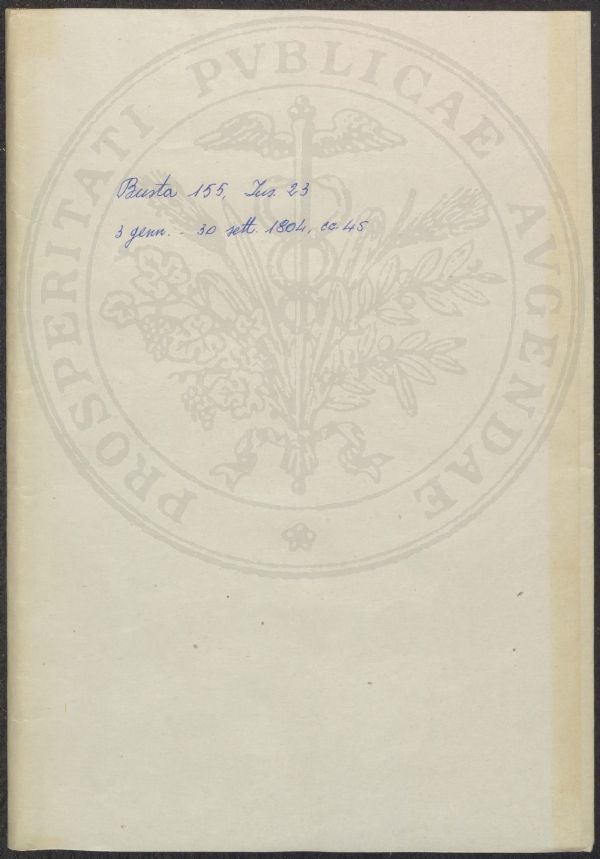 Busta 155, Ins. 23
3 genn. - 30 sett. 1804, cc. 45
PROSPERITATI PVBLICAE AVGENDAE